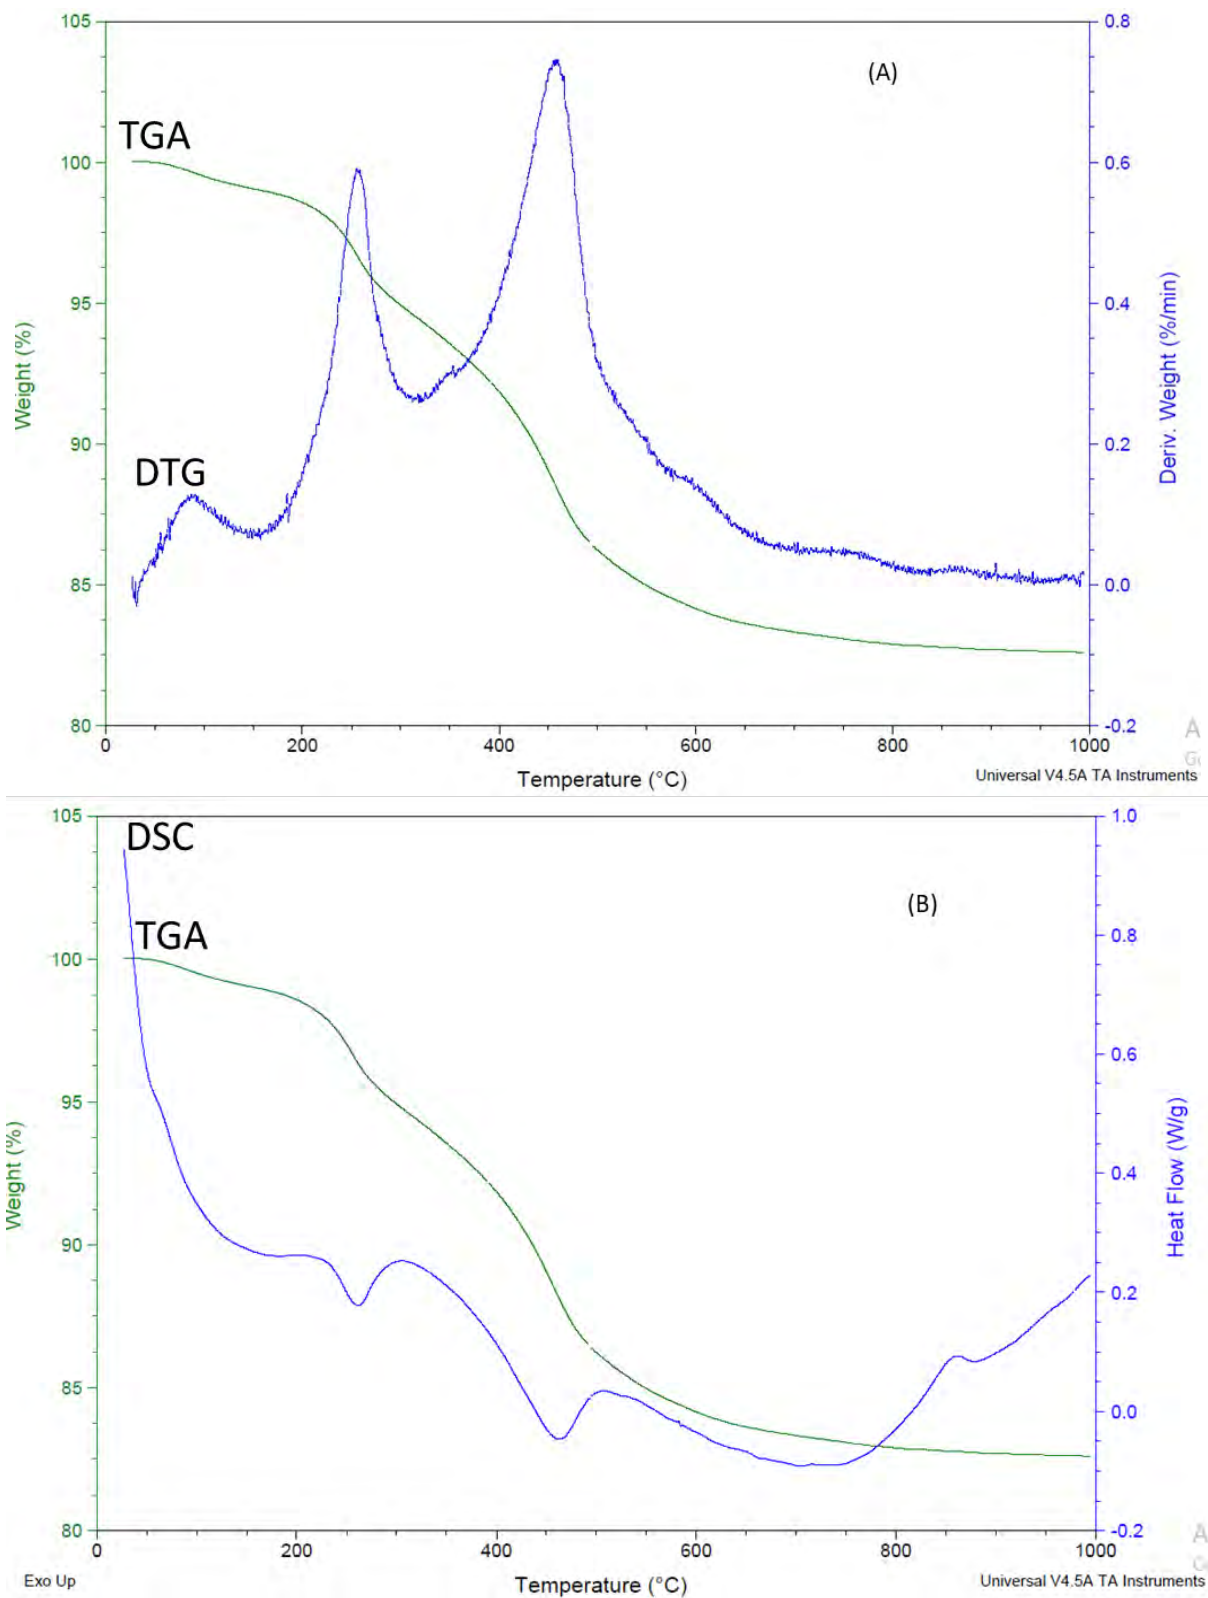 105
0.8
(A)
TGA
100
0.6
95
0.4
Weight (%)
Deriv. Weight (%/min)
90
0.2
DTG
85
0.0
80
-0.2
0
200
400
600
800
1000
A
Temperature (°C)
Universal V4.5A TA Instruments
105
1.0
DSC
(B)
TGA
100
0.8
0.6
95
0.4
Weight (%)
Heat Flow (W/g)
90
0.2
85
0.0
80
-0.2
0
200
400
600
800
1000
A
Exo Up
Temperature (°C)
Universal V4.5A TA Instruments